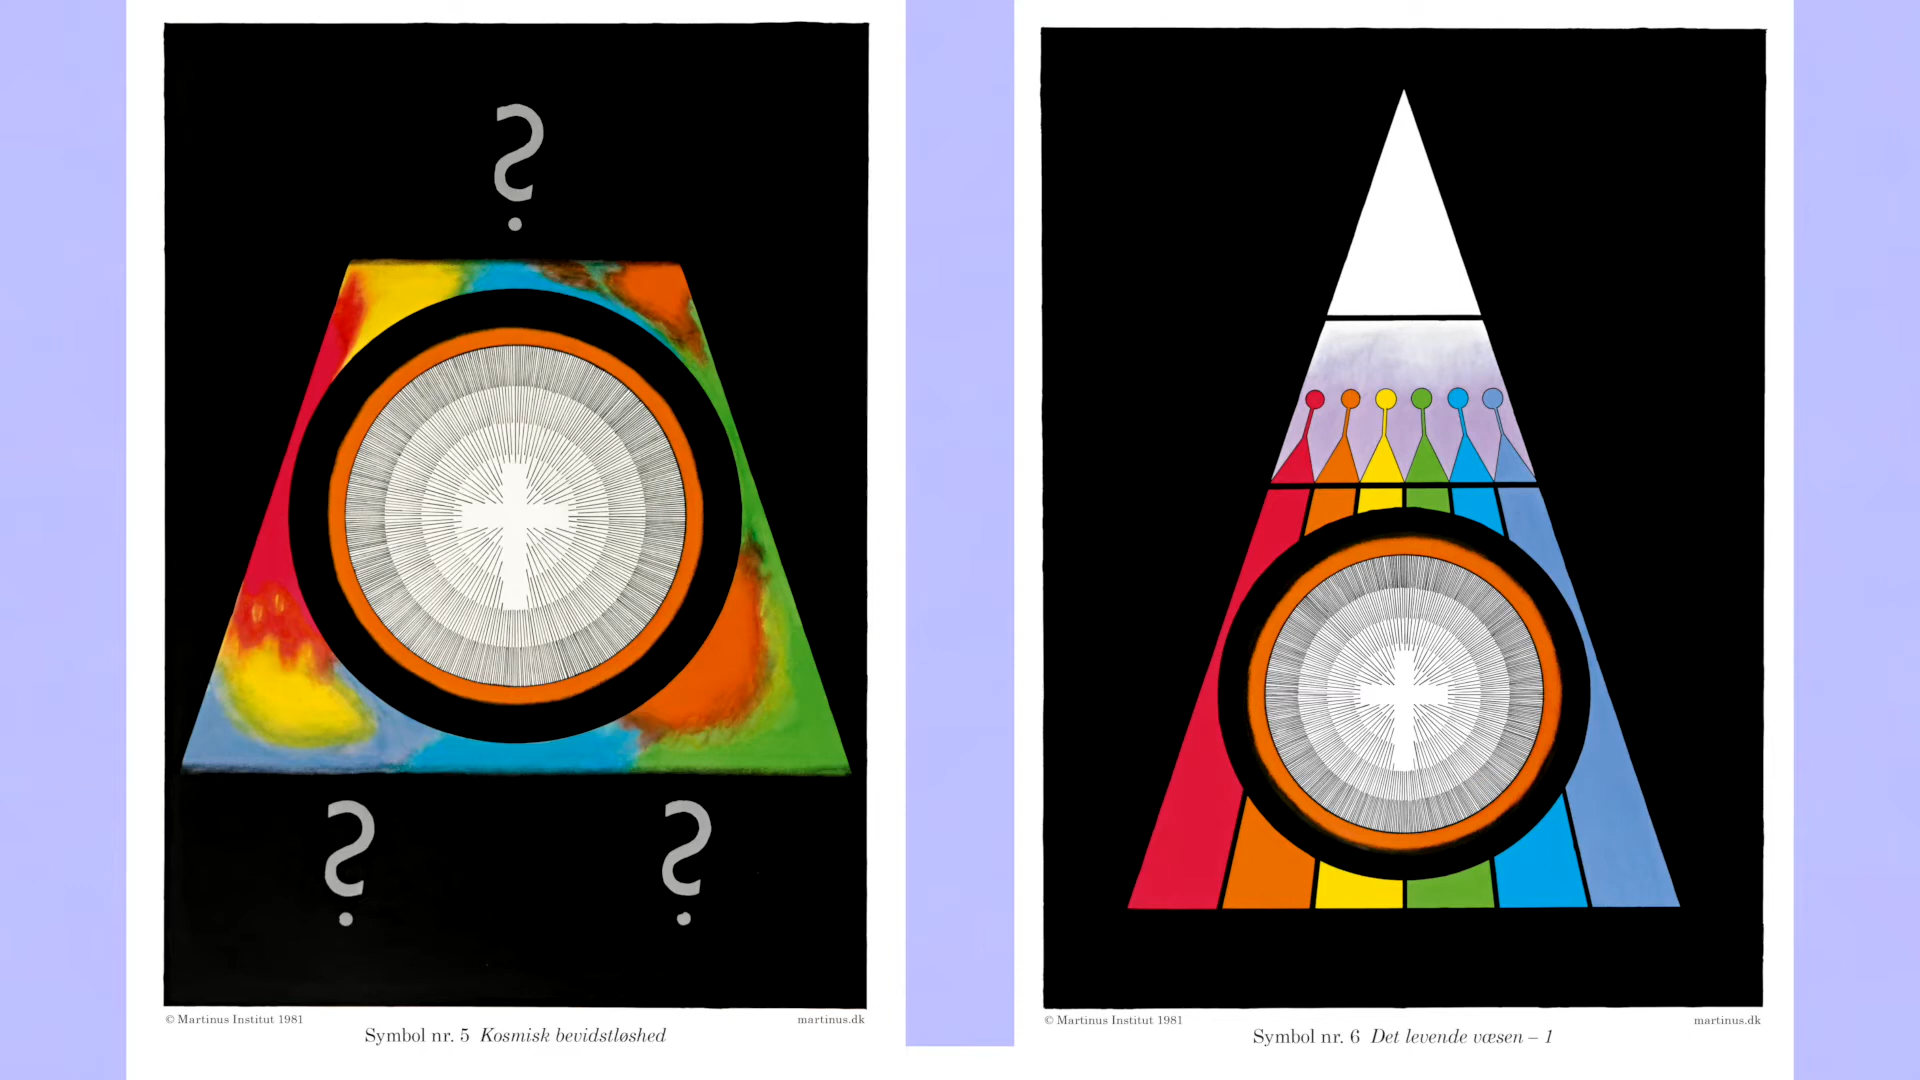 ?
? ?
© Martinus Institut 1981 martinus.dk
Symbol nr. 5 Kosmisk bevidstløshed
© Martinus Institut 1981 martinus.dk
Symbol nr. 6 Det levende væsen – 1